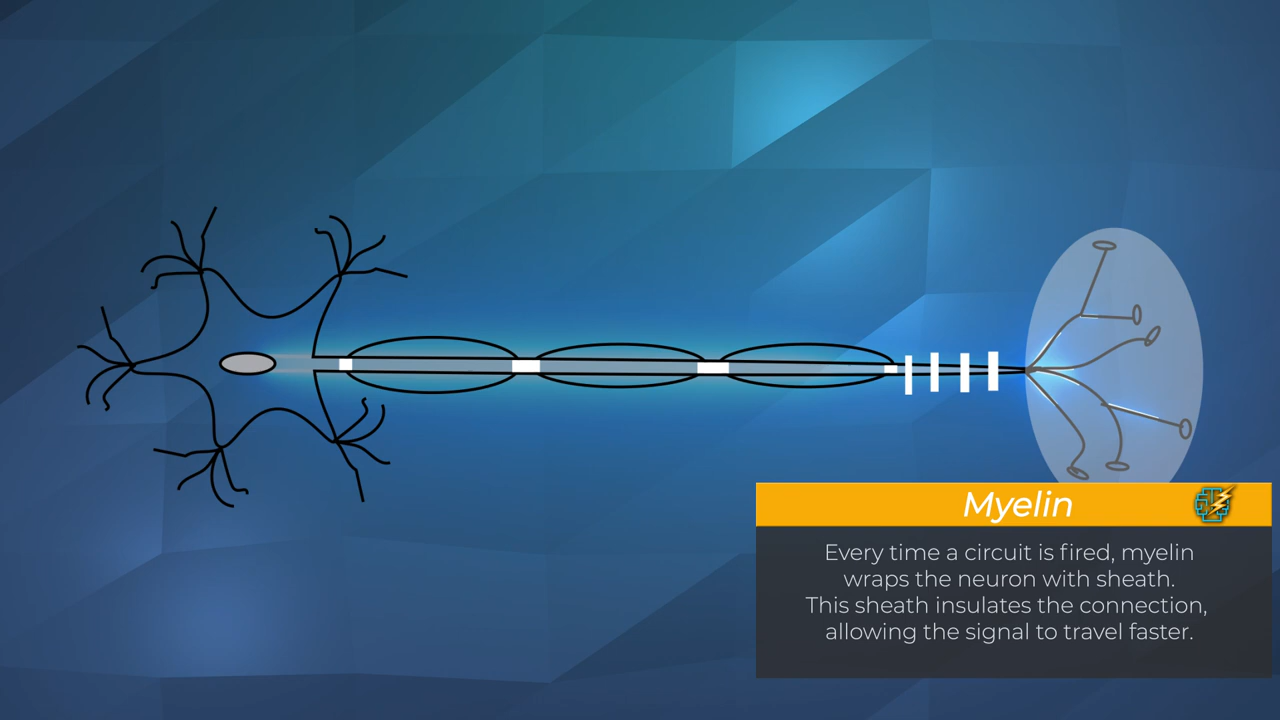 Myelin
Every time a circuit is fired, myelin
wraps the neuron with sheath.
This sheath insulates the connection,
allowing the signal to travel faster.